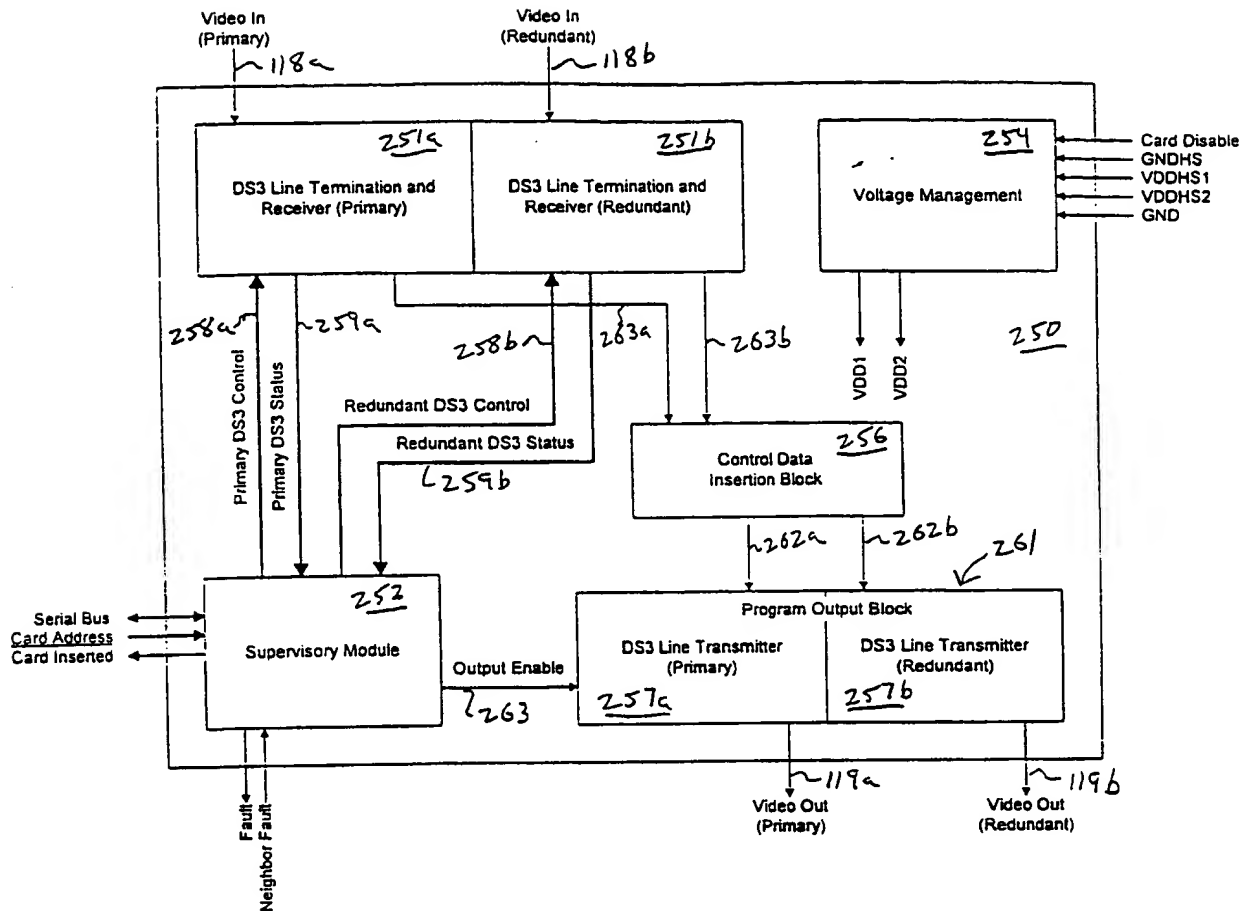 Video In
(Primary)
Video In
(Redundant)
118a
118b
251a
DS3 Line Termination and
Receiver (Primary)
251b
DS3 Line Termination and
Receiver (Redundant)
254
Voltage Management
Card Disable
GNDHS
VDDHS1
VDDHS2
GND
258a
259a
258b
263a
263b
250
VDD1
VDD2
Primary DS3 Control
Primary DS3 Status
Redundant DS3 Control
Redundant DS3 Status
259b
256
Control Data
Insertion Block
262a
262b
261
252
Supervisory Module
Serial Bus
Card Address
Card Inserted
Output Enable
263
Program Output Block
DS3 Line Transmitter
(Primary)
257a
DS3 Line Transmitter
(Redundant)
257b
119a
119b
Fault
Neighbor Fault
Video Out
(Primary)
Video Out
(Redundant)